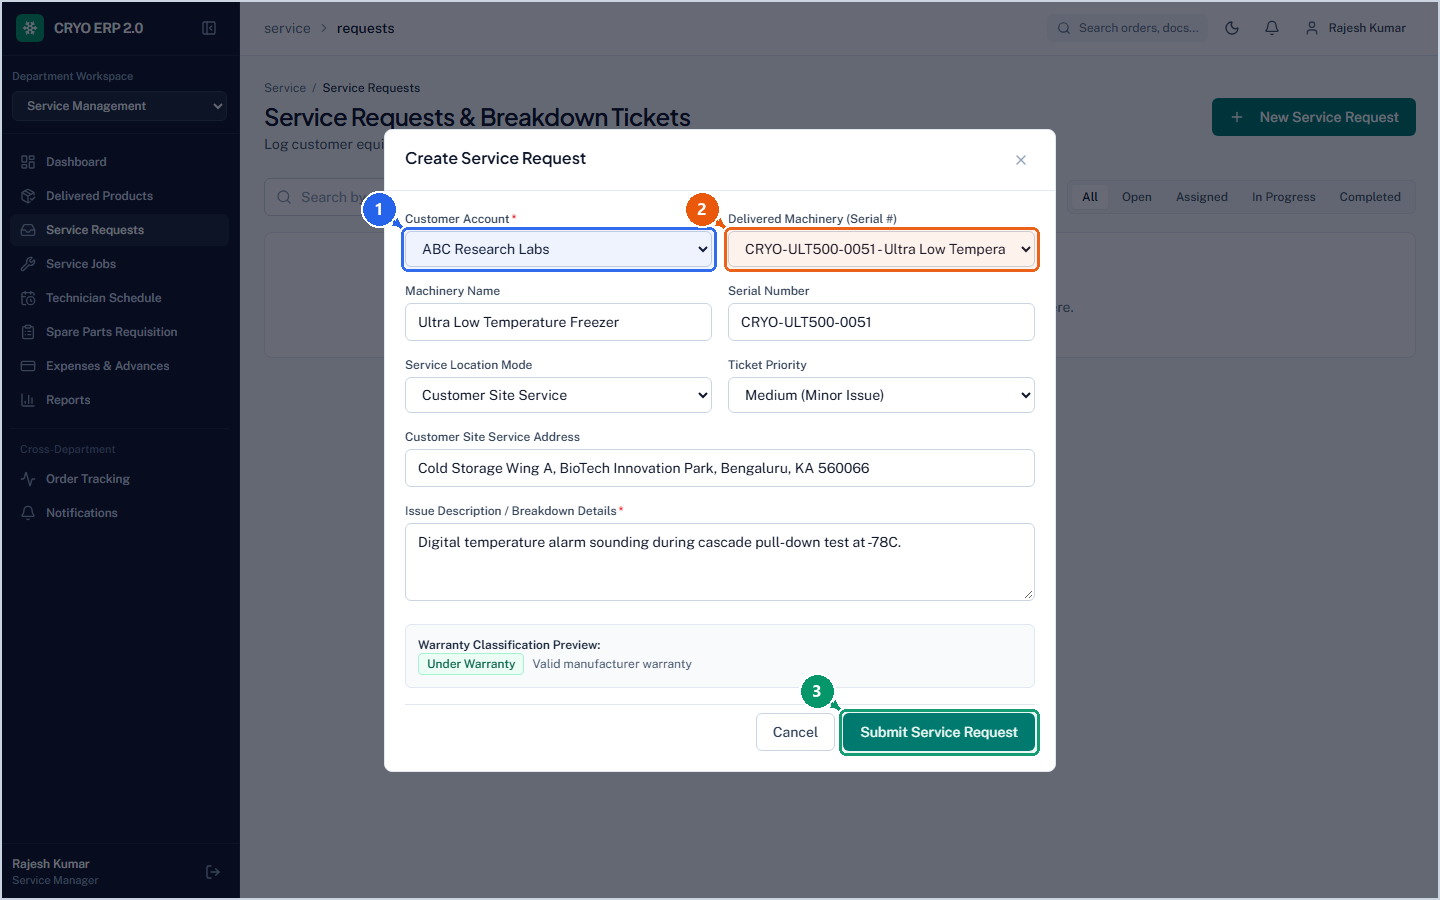 CRYO ERP 2.0
service > requests
Search orders, docs...
Rajesh Kumar
Department Workspace
Service Management
Dashboard
Delivered Products
Service Requests
Service Jobs
Technician Schedule
Spare Parts Requisition
Expenses & Advances
Reports
Cross-Department
Order Tracking
Notifications
Rajesh Kumar
Service Manager
Service / Service Requests
Service Requests & Breakdown Tickets
Log customer equi
+ New Service Request
Search by
All
Open
Assigned
In Progress
Completed
re.
Create Service Request
1
Customer Account *
ABC Research Labs
2
Delivered Machinery (Serial #)
CRYO-ULT500-0051 - Ultra Low Tempera
Machinery Name
Ultra Low Temperature Freezer
Serial Number
CRYO-ULT500-0051
Service Location Mode
Customer Site Service
Ticket Priority
Medium (Minor Issue)
Customer Site Service Address
Cold Storage Wing A, BioTech Innovation Park, Bengaluru, KA 560066
Issue Description / Breakdown Details *
Digital temperature alarm sounding during cascade pull-down test at -78C.
Warranty Classification Preview:
Under Warranty Valid manufacturer warranty
3
Cancel
Submit Service Request